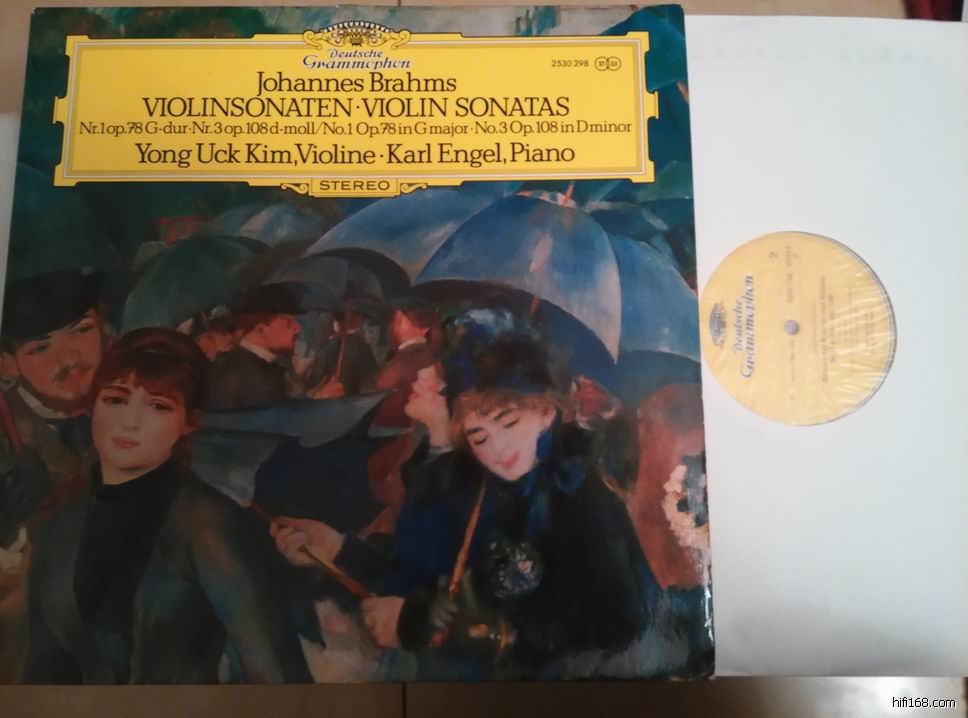 Deutsche
Grammophon
2530 298
STEREO
Johannes Brahms
VIOLINSONATEN·VIOLIN SONATAS
Nr.1 op.78 G-dur·Nr.3 op.108 d-moll/No.1 Op.78 in G major·No.3 Op.108 in D minor
Yong Uck Kim, Violine·Karl Engel, Piano
Deutsche
Grammophon
2
hifi168.com